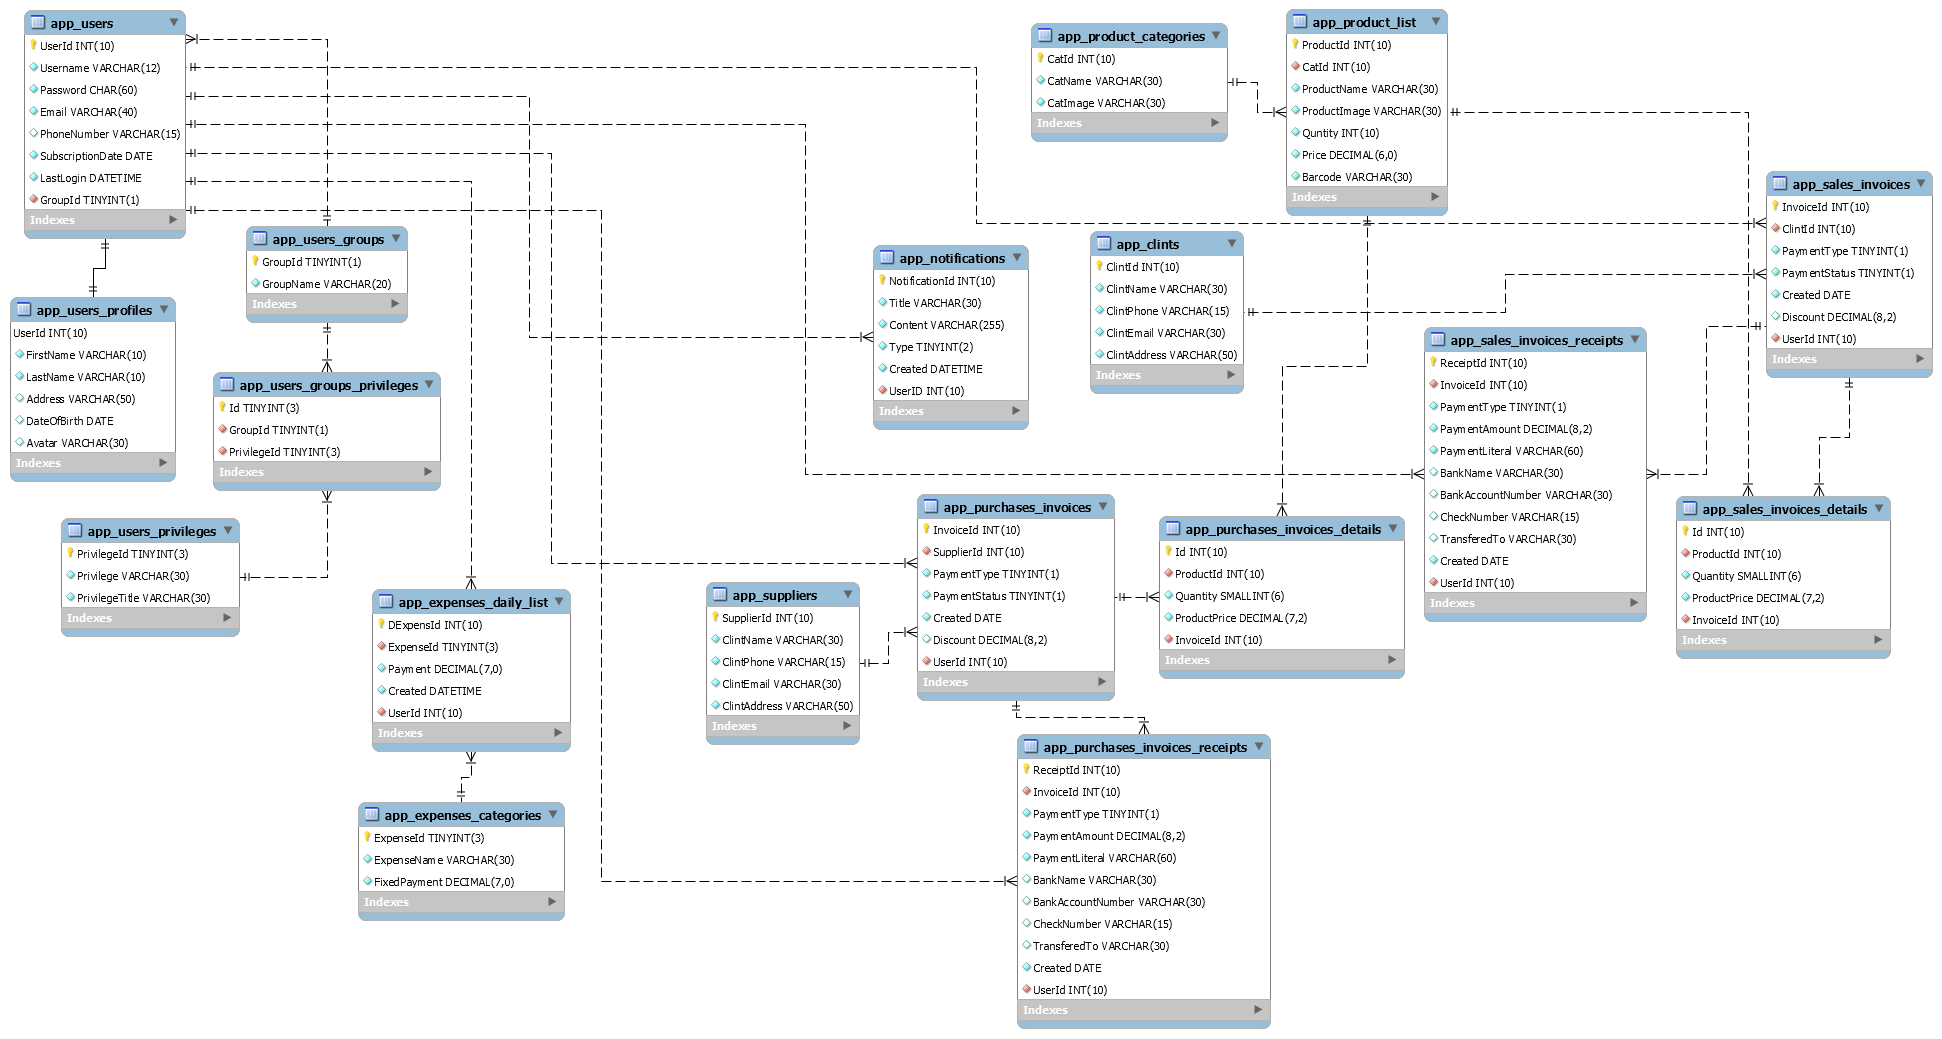 app_users
UserId INT(10)
Username VARCHAR(12)
Password CHAR(60)
Email VARCHAR(40)
PhoneNumber VARCHAR(15)
SubscriptionDate DATE
LastLogin DATETIME
GroupId TINYINT(1)
Indexes
app_users_profiles
UserId INT(10)
FirstName VARCHAR(10)
LastName VARCHAR(10)
Address VARCHAR(50)
DateOfBirth DATE
Avatar VARCHAR(30)
Indexes
app_users_groups
GroupId TINYINT(1)
GroupName VARCHAR(20)
Indexes
app_users_groups_privileges
Id TINYINT(3)
GroupId TINYINT(1)
PrivilegeId TINYINT(3)
Indexes
app_users_privileges
PrivilegeId TINYINT(3)
Privilege VARCHAR(30)
PrivilegeTitle VARCHAR(30)
Indexes
app_expenses_daily_list
DExpensId INT(10)
ExpenseId TINYINT(3)
Payment DECIMAL(7,0)
Created DATETIME
UserId INT(10)
Indexes
app_expenses_categories
ExpenseId TINYINT(3)
ExpenseName VARCHAR(30)
FixedPayment DECIMAL(7,0)
Indexes
app_notifications
NotificationId INT(10)
Title VARCHAR(30)
Content VARCHAR(255)
Type TINYINT(2)
Created DATETIME
UserID INT(10)
Indexes
app_suppliers
SupplierId INT(10)
ClintName VARCHAR(30)
ClintPhone VARCHAR(15)
ClintEmail VARCHAR(30)
ClintAddress VARCHAR(50)
Indexes
app_purchases_invoices
InvoiceId INT(10)
SupplierId INT(10)
PaymentType TINYINT(1)
PaymentStatus TINYINT(1)
Created DATE
Discount DECIMAL(8,2)
UserId INT(10)
Indexes
app_purchases_invoices_receipts
ReceiptId INT(10)
InvoiceId INT(10)
PaymentType TINYINT(1)
PaymentAmount DECIMAL(8,2)
PaymentLiteral VARCHAR(60)
BankName VARCHAR(30)
BankAccountNumber VARCHAR(30)
CheckNumber VARCHAR(15)
TransferedTo VARCHAR(30)
Created DATE
UserId INT(10)
Indexes
app_product_categories
CatId INT(10)
CatName VARCHAR(30)
CatImage VARCHAR(30)
Indexes
app_product_list
ProductId INT(10)
CatId INT(10)
ProductName VARCHAR(30)
ProductImage VARCHAR(30)
Quntity INT(10)
Price DECIMAL(6,0)
Barcode VARCHAR(30)
Indexes
app_clints
ClintId INT(10)
ClintName VARCHAR(30)
ClintPhone VARCHAR(15)
ClintEmail VARCHAR(30)
ClintAddress VARCHAR(50)
Indexes
app_purchases_invoices_details
Id INT(10)
ProductId INT(10)
Quantity SMALLINT(6)
ProductPrice DECIMAL(7,2)
InvoiceId INT(10)
Indexes
app_sales_invoices_receipts
ReceiptId INT(10)
InvoiceId INT(10)
PaymentType TINYINT(1)
PaymentAmount DECIMAL(8,2)
PaymentLiteral VARCHAR(60)
BankName VARCHAR(30)
BankAccountNumber VARCHAR(30)
CheckNumber VARCHAR(15)
TransferedTo VARCHAR(30)
Created DATE
UserId INT(10)
Indexes
app_sales_invoices
InvoiceId INT(10)
ClintId INT(10)
PaymentType TINYINT(1)
PaymentStatus TINYINT(1)
Created DATE
Discount DECIMAL(8,2)
UserId INT(10)
Indexes
app_sales_invoices_details
Id INT(10)
ProductId INT(10)
Quantity SMALLINT(6)
ProductPrice DECIMAL(7,2)
InvoiceId INT(10)
Indexes